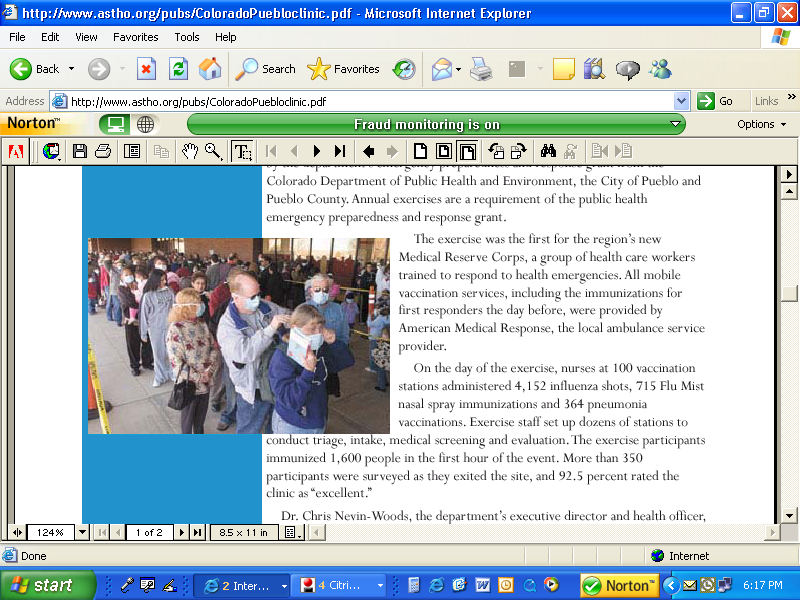 http://www.astho.org/pubs/ColoradoPuebloclinic.pdf - Microsoft Internet Explorer
File Edit View Favorites Tools Help
Back Search Favorites
Address http://www.astho.org/pubs/ColoradoPuebloclinic.pdf Go Links »
Norton™ Fraud monitoring is on Options
Colorado Department of Public Health and Environment, the City of Pueblo and
Pueblo County. Annual exercises are a requirement of the public health
emergency preparedness and response grant.
The exercise was the first for the region's new
Medical Reserve Corps, a group of health care workers
trained to respond to health emergencies. All mobile
vaccination services, including the immunizations for
first responders the day before, were provided by
American Medical Response, the local ambulance service
provider.
On the day of the exercise, nurses at 100 vaccination
stations administered 4,152 influenza shots, 715 Flu Mist
nasal spray immunizations and 364 pneumonia
vaccinations. Exercise staff set up dozens of stations to
conduct triage, intake, medical screening and evaluation. The exercise participants
immunized 1,600 people in the first hour of the event. More than 350
participants were surveyed as they exited the site, and 92.5 percent rated the
clinic as “excellent.”
Dr. Chris Nevin-Woods, the department's executive director and health officer,
124% 1 of 2 8.5 x 11 in
Done Internet
start 2 Inter... 4 Citri... Norton™ 6:17 PM